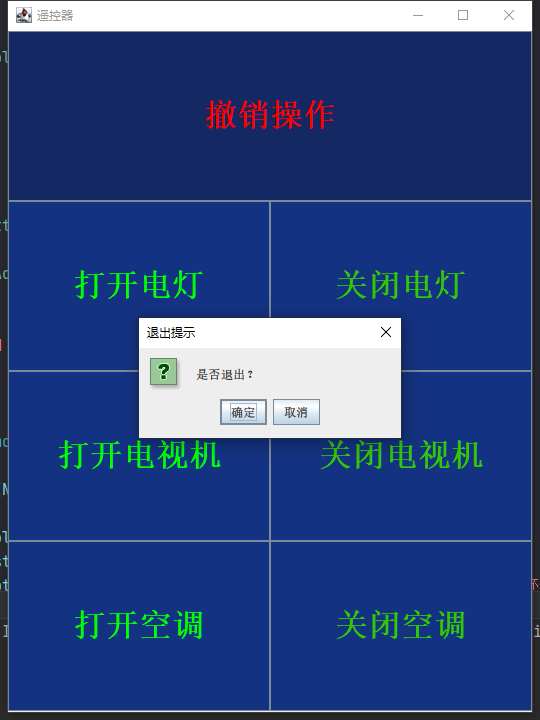 遥控器
撤销操作
打开电灯
关闭电灯
退出提示
是否退出？
确定
取消
打开电视机
关闭电视机
打开空调
关闭空调